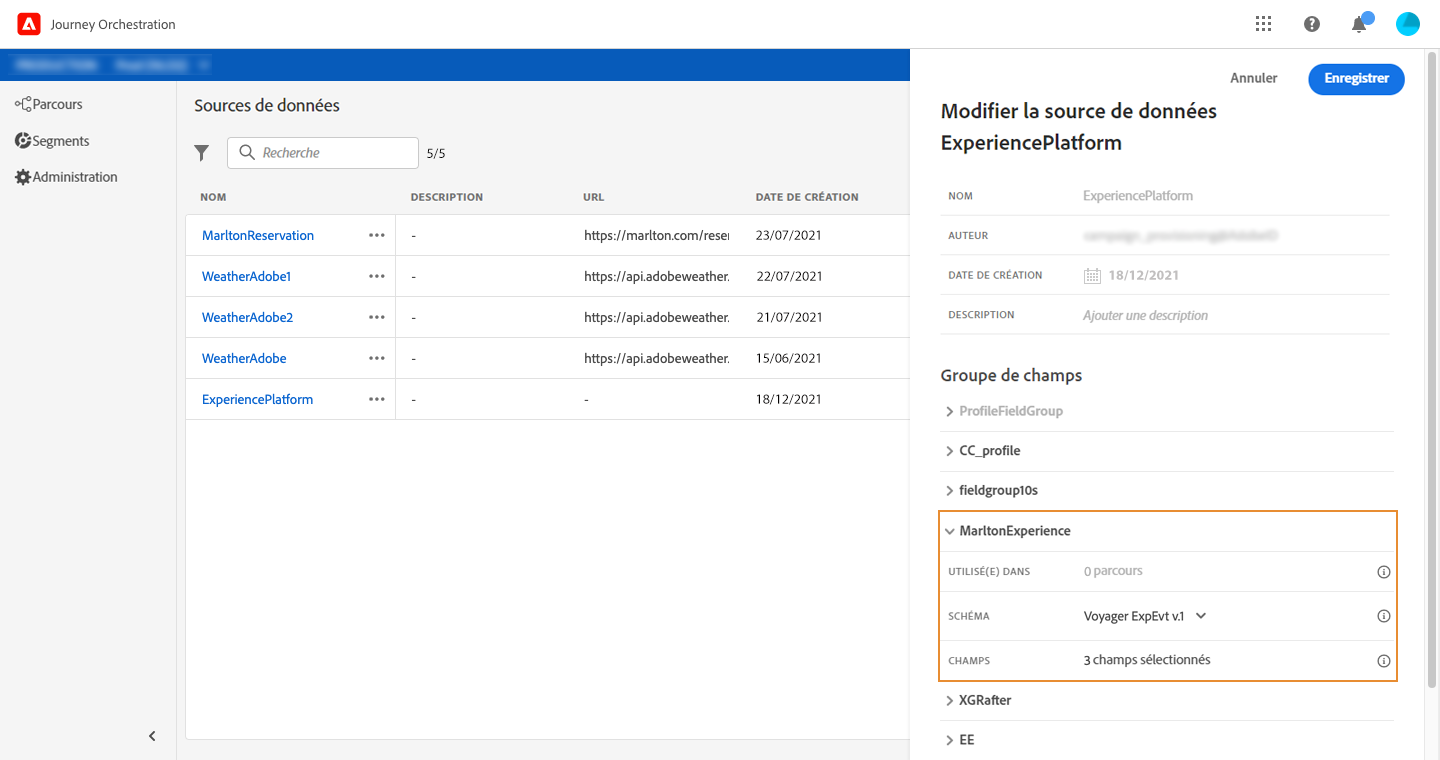 Journey Orchestration
Parcours
Segments
Administration
Sources de données
Recherche
5/5
NOM DESCRIPTION URL DATE DE CRÉATION
MarltonReservation ••• - https://marlton.com/reser 23/07/2021
WeatherAdobe1 ••• - https://api.adobeweather. 22/07/2021
WeatherAdobe2 ••• - https://api.adobeweather. 21/07/2021
WeatherAdobe ••• - https://api.adobeweather. 15/06/2021
ExperiencePlatform ••• - - 18/12/2021
Annuler Enregistrer
Modifier la source de données
ExperiencePlatform
NOM ExperiencePlatform
AUTEUR
DATE DE CRÉATION 18/12/2021
DESCRIPTION Ajouter une description
Groupe de champs
ProfileFieldGroup
CC_profile
fieldgroup10s
MarltonExperience
UTILISÉ(E) DANS 0 parcours
SCHÉMA Voyager ExpEvt v.1
CHAMPS 3 champs sélectionnés
XGRafter
EE